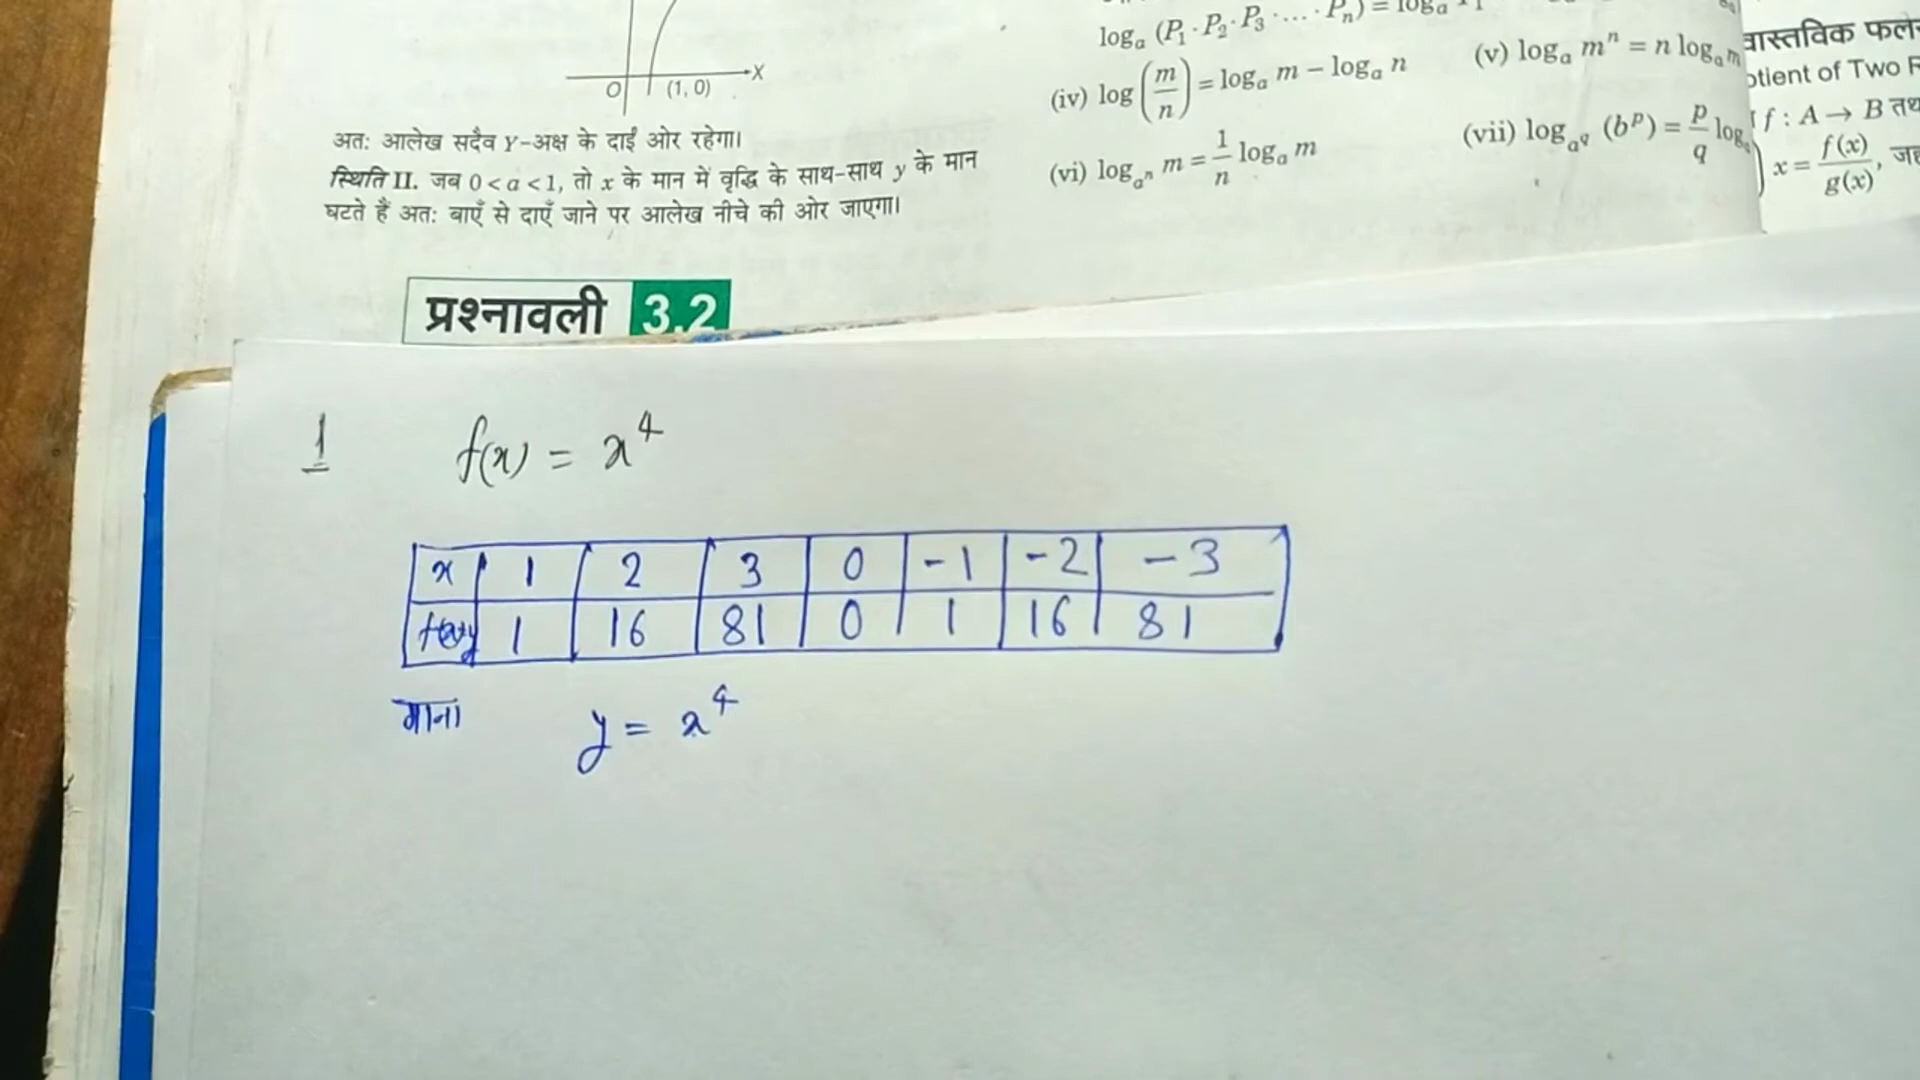 O (1, 0) X
अतः आलेख सदैव Y-अक्ष के दाईं ओर रहेगा।
स्थिति II. जब 0 < a < 1, तो x के मान में वृद्धि के साथ-साथ y के मान
घटते हैं अतः बाएँ से दाएँ जाने पर आलेख नीचे की ओर जाएगा।
logₐ (P₁ · P₂ · P₃ · ... · Pₙ) = logₐ
(iv) log (m/n) = logₐ m − logₐ n
(v) logₐ mⁿ = n logₐ m
(vi) log_{aⁿ} m = 1/n logₐ m
(vii) log_{a^q} (b^p) = p/q log
वास्तविक
of Two
f : A → B
x = f(x)/g(x),
प्रश्नावली 3.2
1 f(x) = x⁴
x 1 2 3 0 -1 -2 -3
1 16 81 0 1 16 81
माना y = x⁴